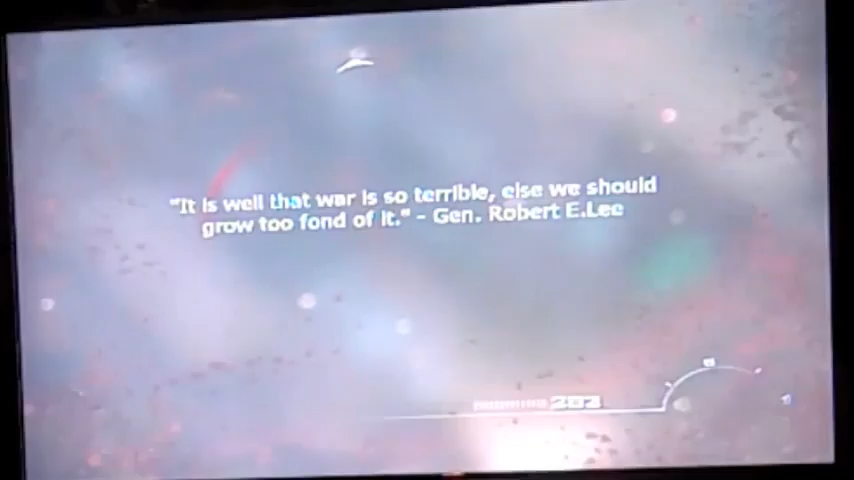 "It is well that war is so terrible, else we should
grow too fond of it." - Gen. Robert E.Lee
203